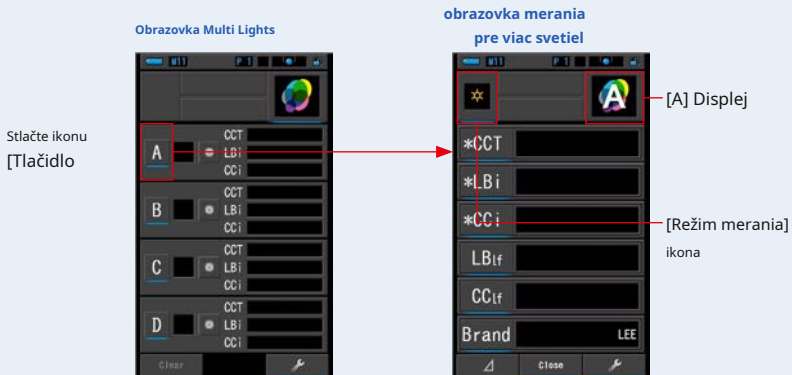 Obrazovka Multi Lights
obrazovka merania
pre viac svetiel
Stlačte ikonu
[Tlačidlo
M11 P 1
A CCT
LBi
CCi
B CCT
LBi
CCi
C CCT
LBi
CCi
D CCT
LBi
CCi
Clear
M11 P 1
A
*CCT
*LBi
*CCi
LBLf
CCLf
Brand LEE
Close
[A] Displej
[Režim merania]
ikona